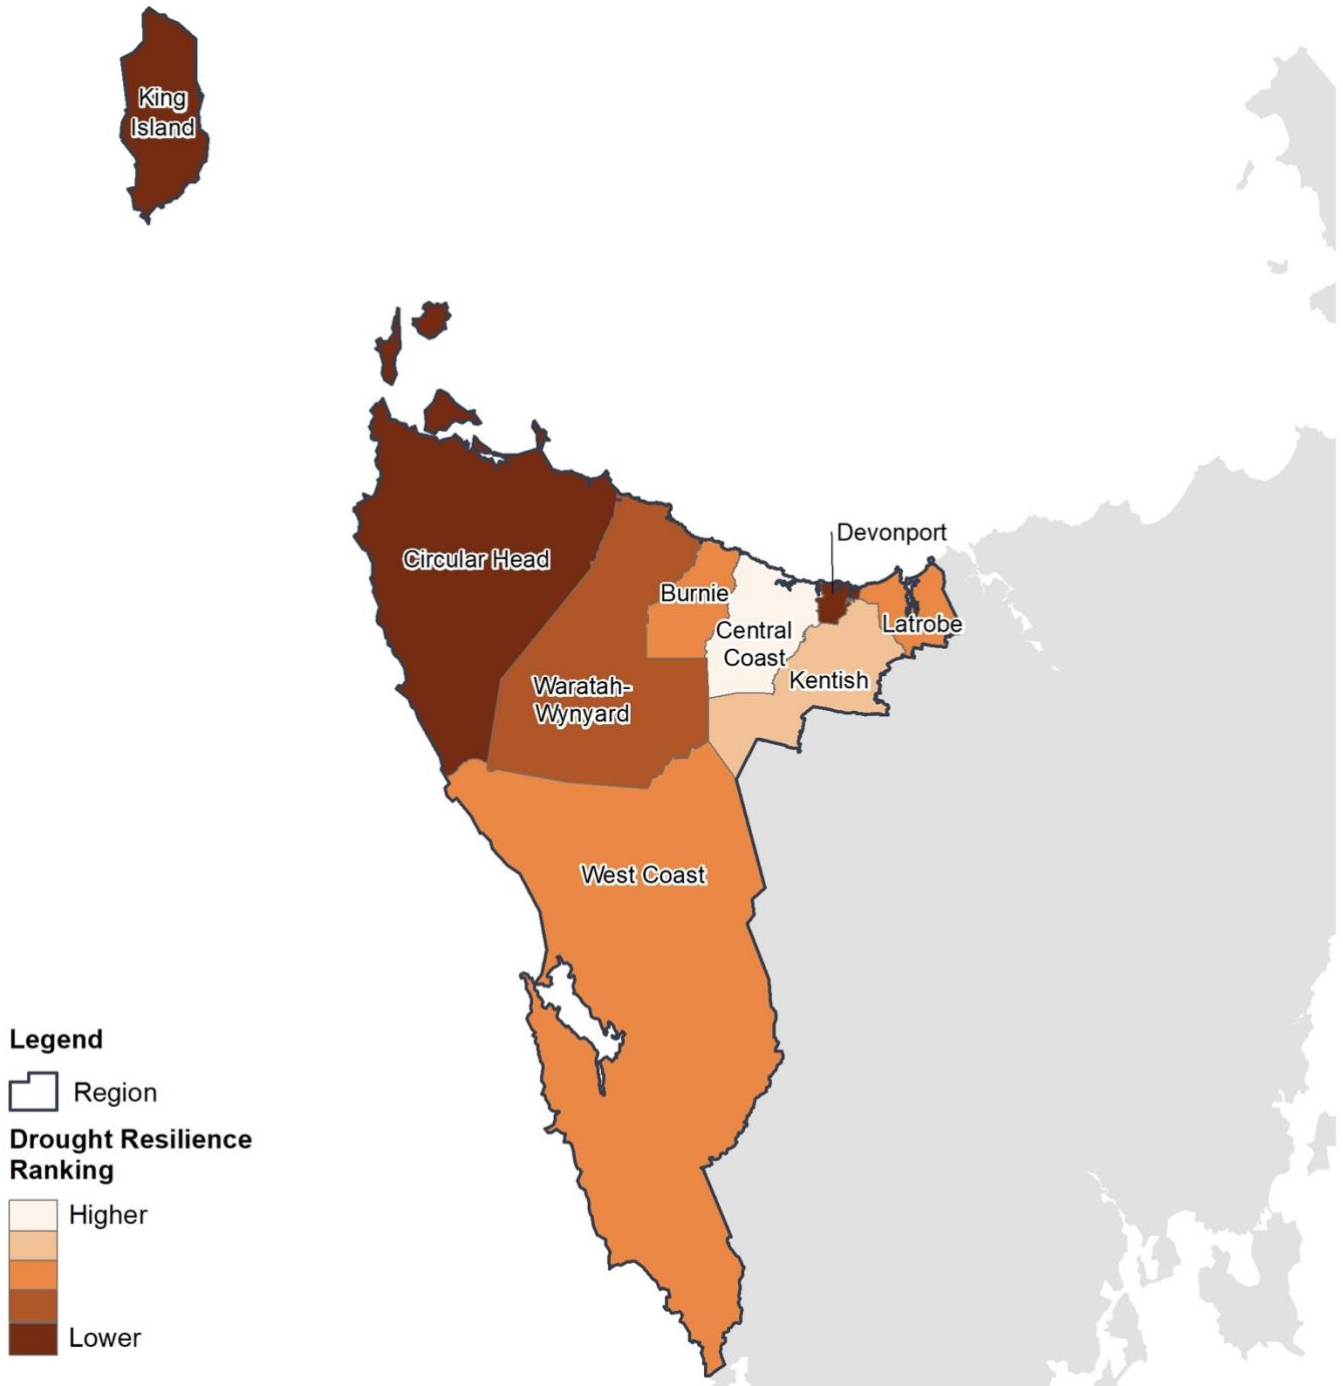 King
Island
Devonport
Circular Head
Burnie
Central
Coast
Latrobe
Kentish
Waratah-
Wynyard
West Coast
Legend
Region
Drought Resilience
Ranking
Higher
Lower